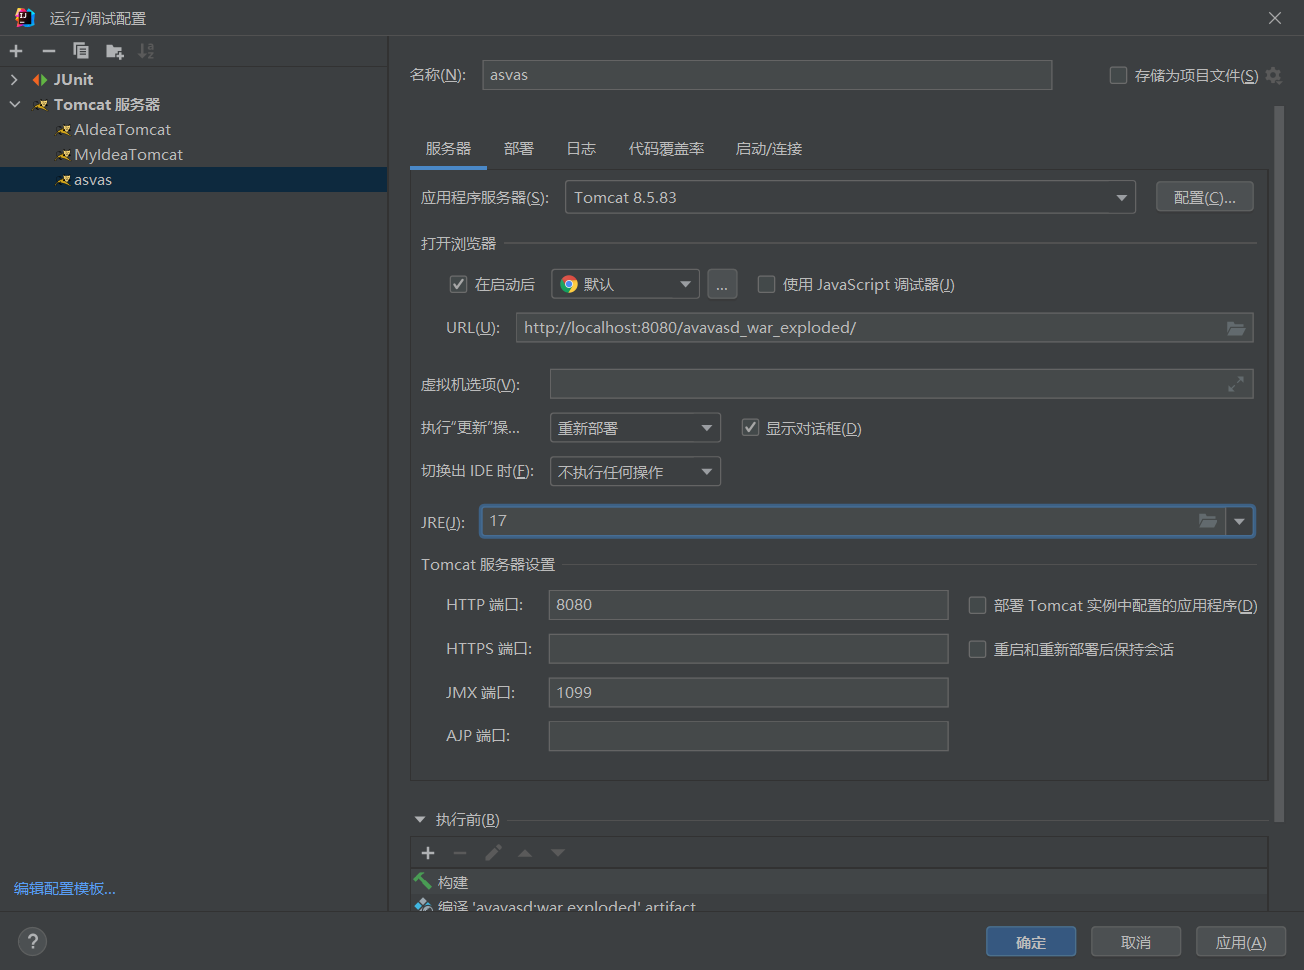 运行/调试配置
JUnit
Tomcat 服务器
AIdeaTomcat
MyIdeaTomcat
asvas
编辑配置模板...
名称(N): asvas 存储为项目文件(S)
服务器 部署 日志 代码覆盖率 启动/连接
应用程序服务器(S): Tomcat 8.5.83 配置(C)...
打开浏览器
在启动后 默认 ... 使用 JavaScript 调试器(J)
URL(U): http://localhost:8080/avavasd_war_exploded/
虚拟机选项(V):
执行“更新”操... 重新部署 显示对话框(D)
切换出 IDE 时(F): 不执行任何操作
JRE(J): 17
Tomcat 服务器设置
HTTP 端口: 8080 部署 Tomcat 实例中配置的应用程序(D)
HTTPS 端口: 重启和重新部署后保持会话
JMX 端口: 1099
AJP 端口:
执行前(B)
构建
编译 'avavasd:war exploded' artifact
? 确定 取消 应用(A)